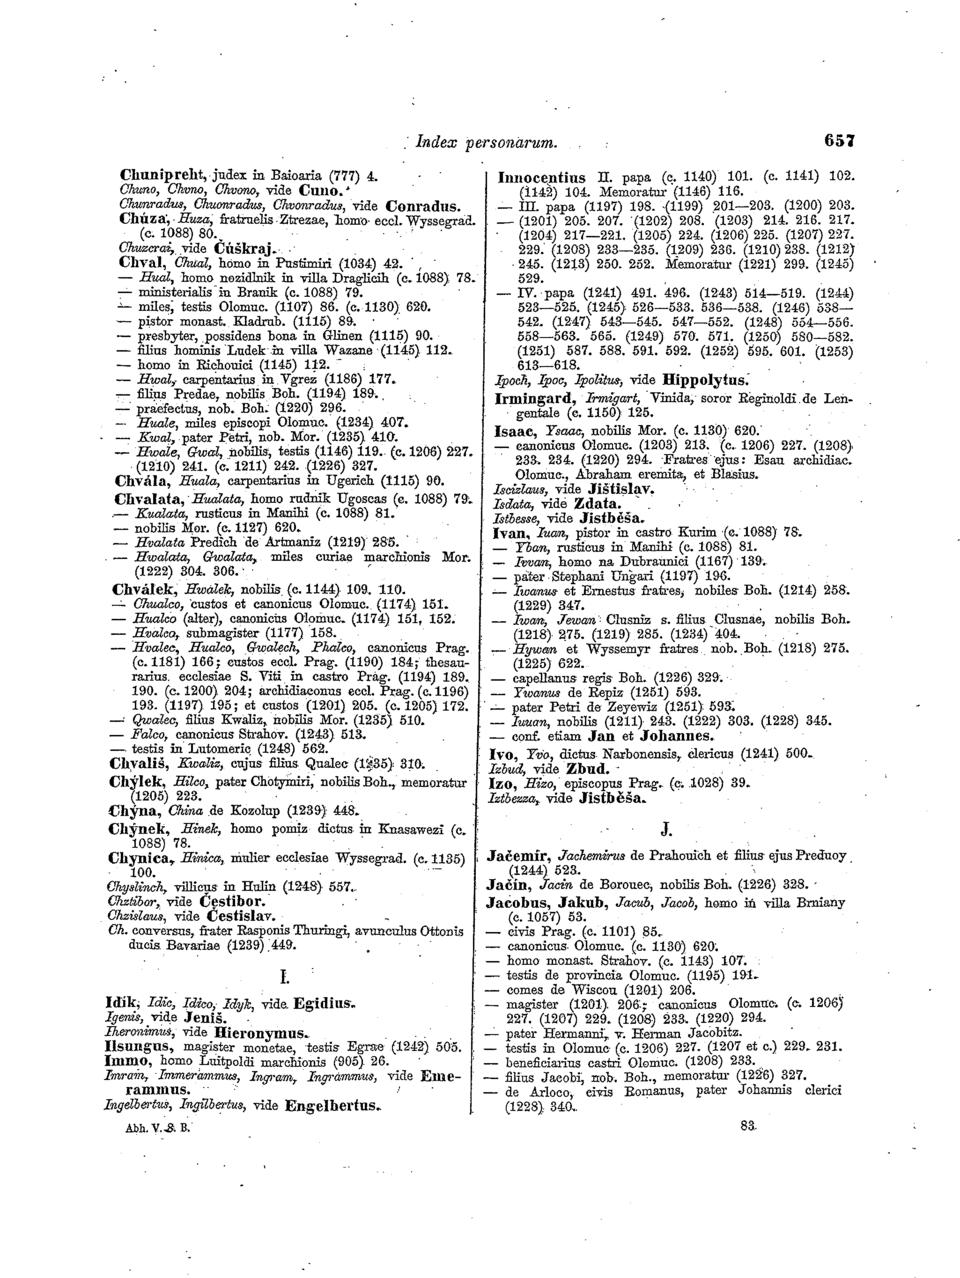 Index personarum. 657
Chunipreht, judex in Baioaria (777) 4.
Chuno, Chvno, Chvono, vide Cuno.
Chunradus, Chuonradus, Chvonradus, vide Conradus.
Chúza, Huza, fratruelis Ztrezae, homo eccl. Wyssegrad.
(c. 1088) 80.
Chuzcrai, vide Čúškraj.
Chval, Chual, homo in Pustimiri (1034) 42.
— Hual, homo nozidlnik in villa Draglicih (c. 1088) 78.
— ministerialis in Branik (c. 1088) 79.
— miles, testis Olomuc. (1107) 86. (c. 1130) 620.
— pistor monast. Kladrub. (1115) 89.
— presbyter, possidens bona in Glinen (1115) 90.
— filius hominis Ludek in villa Wazane (1145) 112.
— homo in Richouici (1145) 112.
— Hwal, carpentarius in Vgrez (1186) 177.
— filius Predae, nobilis Boh. (1194) 189.
— praefectus, nob. Boh. (1220) 296.
— Huale, miles episcopi Olomuc. (1234) 407.
— Kwal, pater Petri, nob. Mor. (1235) 410.
— Hwale, Gwal, nobilis, testis (1146) 119. (c. 1206) 227.
(1210) 241. (c. 1211) 242. (1226) 327.
Chvála, Huala, carpentarius in Ugerich (1115) 90.
Chvalata, Hualata, homo rudnik Ugoscas (c. 1088) 79.
— Kualata, rusticus in Manihi (c. 1088) 81.
— nobilis Mor. (c. 1127) 620.
— Hvalata Predich de Artmaniz (1219) 285.
— Hwalata, Gwalata, miles curiae marchionis Mor.
(1222) 304. 306.
Chválek, Hwalek, nobilis (c. 1144) 109. 110.
— Chualco, custos et canonicus Olomuc. (1174) 151.
— Hualco (alter), canonicus Olomuc. (1174) 151, 152.
— Hvalco, submagister (1177) 158.
— Hvalec, Hualco, Gwalech, Phalco, canonicus Prag.
(c. 1181) 166; custos eccl. Prag. (1190) 184; thesau-
rarius ecclesiae S. Viti in castro Prag. (1194) 189.
190. (c. 1200) 204; archidiaconus eccl. Prag. (c. 1196)
193. (1197) 195; et custos (1201) 205. (c. 1205) 172.
— Qwalec, filius Kwaliz, nobilis Mor. (1235) 510.
— Falco, canonicus Strahov. (1243) 513.
— testis in Lutomeric (1248) 562.
Chvališ, Kwaliz, cujus filius Qualec (1235) 310.
Chýlek, Hilco, pater Chotymiri, nobilis Boh., memoratur
(1205) 223.
Chýna, China de Kozolup (1239) 448.
Chýnek, Hinek, homo pomiz dictus in Knasawezi (c.
1088) 78.
Chynica, Hinica, mulier ecclesiae Wyssegrad. (c. 1135)
100.
Chyslinch, villicus in Hulin (1248) 557.
Chztibor, vide Čestibor.
Chzislaus, vide Čestislav.
Ch. conversus, frater Rasponis Thuringi, avunculus Ottonis
ducis Bavariae (1239) 449.
I.
Idik, Idic, Idico, Idyk, vide Egidius.
Igenis, vide Jeniš.
Iheronimus, vide Hieronymus.
Ilsungus, magister monetae, testis Egrae (1242) 505.
Immo, homo Luitpoldi marchionis (905) 26.
Imram, Immerammus, Ingram, Ingrammus, vide Eme-
rammus.
Ingelbertus, Ingilbertus, vide Engelbertus.
Abh. V. 8. B.
Innocentius II. papa (c. 1140) 101. (c. 1141) 102.
(1142) 104. Memoratur (1146) 116.
— III. papa (1197) 198. (1199) 201—203. (1200) 203.
— (1201) 205. 207. (1202) 208. (1203) 214. 216. 217.
(1204) 217—221. (1205) 224. (1206) 225. (1207) 227.
229. (1208) 233—235. (1209) 236. (1210) 238. (1212)
245. (1213) 250. 252. Memoratur (1221) 299. (1245)
529.
— IV. papa (1241) 491. 496. (1243) 514—519. (1244)
523—525. (1245) 526—533. 536—538. (1246) 538—
542. (1247) 543—545. 547—552. (1248) 554—556.
558—563. 565. (1249) 570. 571. (1250) 580—582.
(1251) 587. 588. 591. 592. (1252) 595. 601. (1253)
613—618.
Ipoch, Ipoc, Ipolitus, vide Hippolytus.
Irmingard, Irmigart, Vinida, soror Reginoldi de Len-
gentale (c. 1150) 125.
Isaac, Ysaac, nobilis Mor. (c. 1130) 620.
— canonicus Olomuc. (1203) 213. (c. 1206) 227. (1208)
233. 234. (1220) 294. Fratres ejus: Esau archidiac.
Olomuc., Abraham eremita, et Blasius.
Iscizlaus, vide Jištislav.
Isdata, vide Zdata.
Istbesse, vide Jistběša.
Ivan, Iuan, pistor in castro Kurim (c. 1088) 78.
— Yban, rusticus in Manihi (c. 1088) 81.
— Ivvan, homo na Dubraunici (1167) 139.
— pater Stephani Ungari (1197) 196.
— Iwanus et Ernestus fratres, nobiles Boh. (1214) 258.
(1229) 347.
— Iwan, Jewan Clusniz s. filius Clusnae, nobilis Boh.
(1218) 275. (1219) 285. (1234) 404.
— Hywan et Wyssemyr fratres nob. Boh. (1218) 275.
(1225) 622.
— capellanus regis Boh. (1226) 329.
— Ywanus de Repiz (1251) 593.
— pater Petri de Zeyewiz (1251) 593.
— Iuuan, nobilis (1211) 243. (1222) 303. (1228) 345.
— conf. etiam Jan et Johannes.
Ivo, Yvo, dictus Narbonensis, clericus (1241) 500.
Izbud, vide Zbud.
Izo, Hizo, episcopus Prag. (c. 1028) 39.
Iztbezza, vide Jistběša.
J.
Jačemír, Jachemirus de Prahouich et filius ejus Preduoy
(1244) 523.
Jačin, Jacin de Borouec, nobilis Boh. (1226) 328.
Jacobus, Jakub, Jacub, Jacob, homo in villa Brniany
(c. 1057) 53.
— civis Prag. (c. 1101) 85.
— canonicus Olomuc. (c. 1130) 620.
— homo monast. Strahov. (c. 1143) 107.
— testis de provincia Olomuc. (1195) 191.
— comes de Wiscou (1201) 206.
— magister (1201) 206; canonicus Olomuc. (c. 1206)
227. (1207) 229. (1208) 233. (1220) 294.
— pater Hermanni, v. Herman Jacobitz.
— testis in Olomuc (c. 1206) 227. (1207 et c.) 229. 231.
— beneficiarius castri Olomuc. (1208) 233.
— filius Jacobi, nob. Boh., memoratur (1226) 327.
— de Arloco, civis Romanus, pater Johannis clerici
(1228) 340.
83